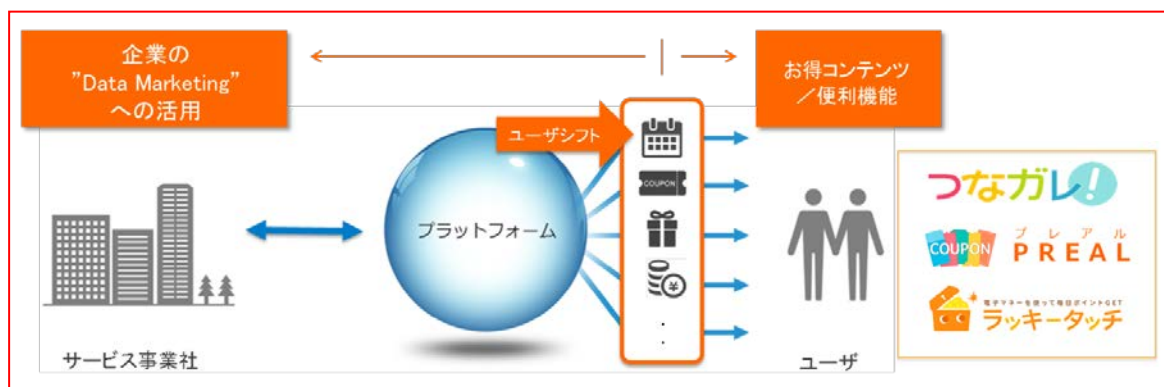 企業の
”Data Marketing”
への活用
お得コンテンツ
／便利機能
ユーザシフト
COUPON
プラットフォーム
¥
サービス事業社
ユーザ
つなガレ！
COUPON
プレアル
PREAL
電子マネーを使って毎日ポイントGET
ラッキータッチ